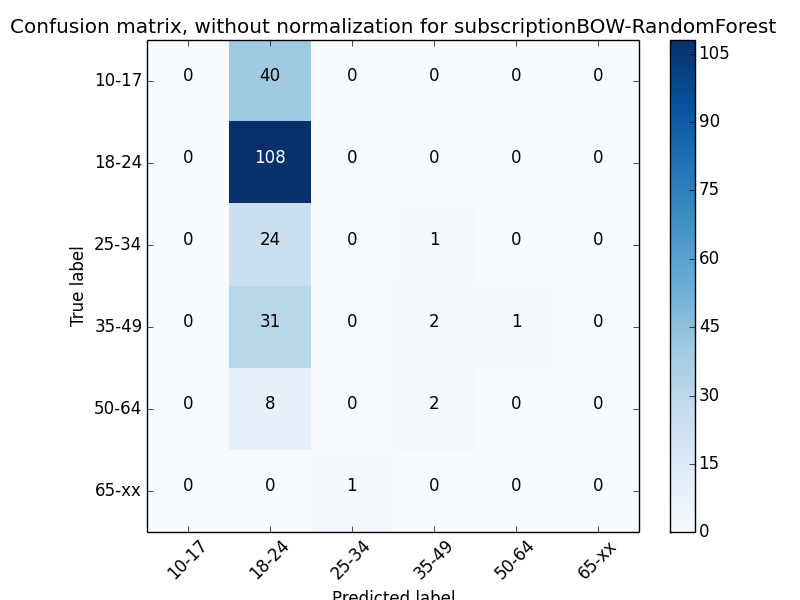 Confusion matrix, without normalization for subscriptionBOW-RandomForest
10-17 0 40 0 0 0 0
18-24 0 108 0 0 0 0
25-34 0 24 0 1 0 0
35-49 0 31 0 2 1 0
50-64 0 8 0 2 0 0
65-xx 0 0 1 0 0 0
True label
10-17 18-24 25-34 35-49 50-64 65-xx
Predicted label
105
90
75
60
45
30
15
0